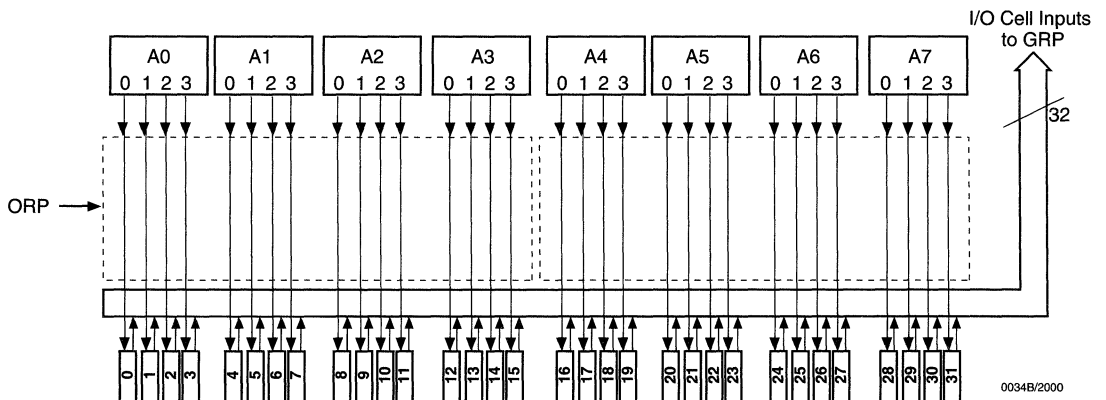 I/O Cell Inputs
to GRP
A0 A1 A2 A3 A4 A5 A6 A7
0 1 2 3 0 1 2 3 0 1 2 3 0 1 2 3 0 1 2 3 0 1 2 3 0 1 2 3 0 1 2 3
32
ORP
0 1 2 3 4 5 6 7 8 9 10 11 12 13 14 15 16 17 18 19 20 21 22 23 24 25 26 27 28 29 30 31
0034B/2000